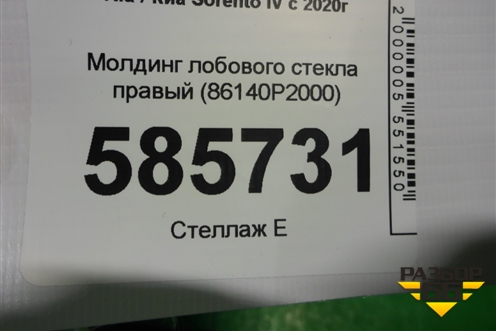 Kia / Киа Sorento IV с 2020г
Молдинг лобового стекла
правый (86140P2000)
585731
Стеллаж Е
2000005551550
РАЗБОР